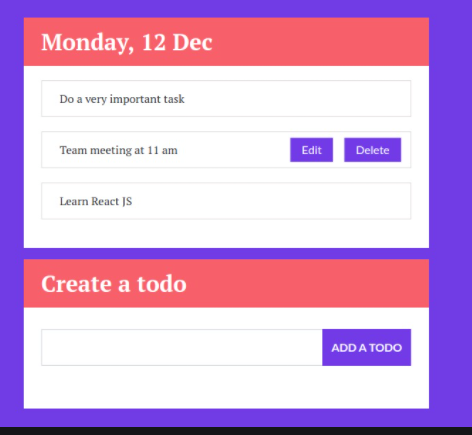 Monday, 12 Dec
Do a very important task
Team meeting at 11 am Edit Delete
Learn React JS
Create a todo
ADD A TODO